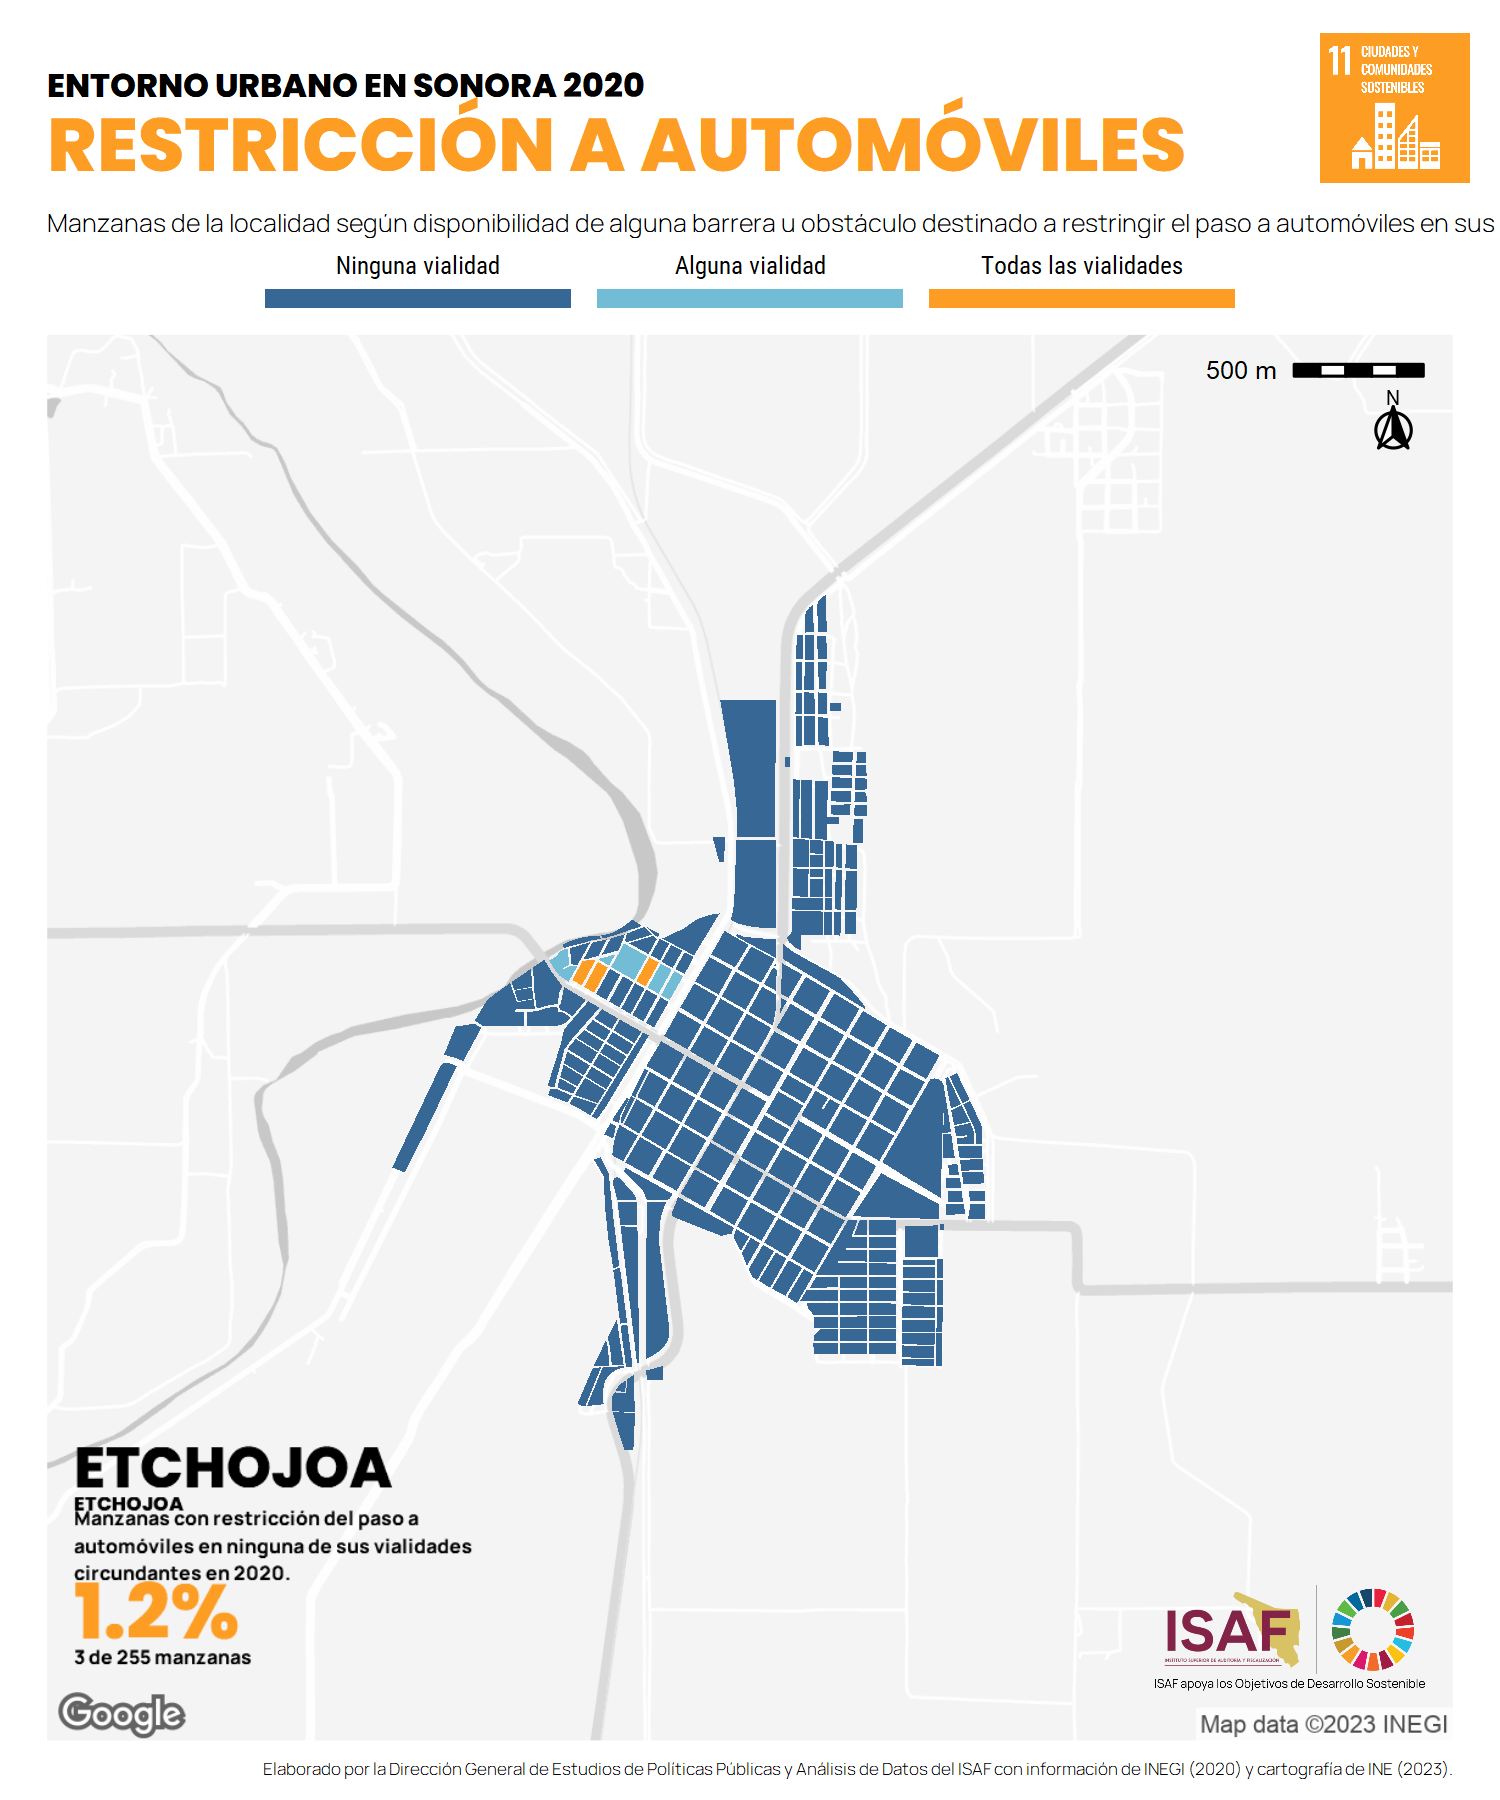 ENTORNO URBANO EN SONORA 2020
RESTRICCIÓN A AUTOMÓVILES
11 CIUDADES Y
COMUNIDADES
SOSTENIBLES
Manzanas de la localidad según disponibilidad de alguna barrera u obstáculo destinado a restringir el paso a automóviles en sus
Ninguna vialidad Alguna vialidad Todas las vialidades
500 m
N
ETCHOJOA
ETCHOJOA
Manzanas con restricción del paso a
automóviles en ninguna de sus vialidades
circundantes en 2020.
1.2%
3 de 255 manzanas
ISAF
INSTITUTO SUPERIOR DE AUDITORÍA Y FISCALIZACIÓN
ISAF apoya los Objetivos de Desarrollo Sostenible
Google
Map data ©2023 INEGI
Elaborado por la Dirección General de Estudios de Políticas Públicas y Análisis de Datos del ISAF con información de INEGI (2020) y cartografía de INE (2023).